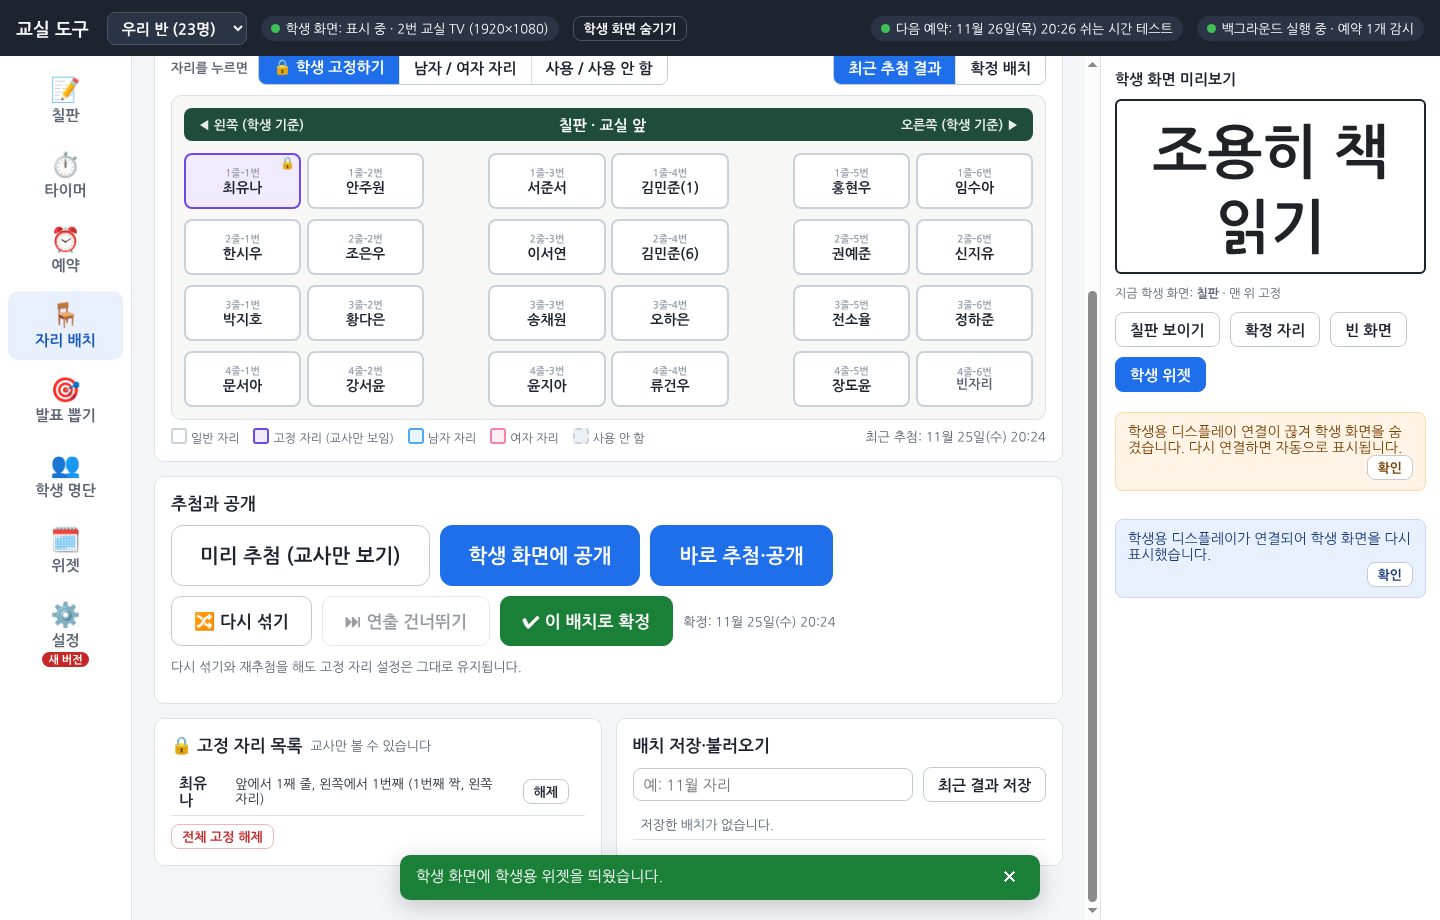 교실 도구
우리 반 (23명)
학생 화면: 표시 중 · 2번 교실 TV (1920×1080)
학생 화면 숨기기
다음 예약: 11월 26일(목) 20:26 쉬는 시간 테스트
백그라운드 실행 중 · 예약 1개 감시
칠판
타이머
예약
자리 배치
발표 뽑기
학생 명단
위젯
설정
새 버전
자리를 누르면
학생 고정하기
남자 / 여자 자리
사용 / 사용 안 함
최근 추첨 결과
확정 배치
◀ 왼쪽 (학생 기준)
칠판 · 교실 앞
오른쪽 (학생 기준) ▶
1줄-1번
최유나
1줄-2번
안주원
1줄-3번
서준서
1줄-4번
김민준(1)
1줄-5번
홍현우
1줄-6번
임수아
2줄-1번
한시우
2줄-2번
조은우
2줄-3번
이서연
2줄-4번
김민준(6)
2줄-5번
권예준
2줄-6번
신지유
3줄-1번
박지호
3줄-2번
황다은
3줄-3번
송채원
3줄-4번
오하은
3줄-5번
전소율
3줄-6번
정하준
4줄-1번
문서아
4줄-2번
강서윤
4줄-3번
윤지아
4줄-4번
류건우
4줄-5번
장도윤
4줄-6번
빈자리
일반 자리
고정 자리 (교사만 보임)
남자 자리
여자 자리
사용 안 함
최근 추첨: 11월 25일(수) 20:24
추첨과 공개
미리 추첨 (교사만 보기)
학생 화면에 공개
바로 추첨·공개
다시 섞기
연출 건너뛰기
이 배치로 확정
확정: 11월 25일(수) 20:24
다시 섞기와 재추첨을 해도 고정 자리 설정은 그대로 유지됩니다.
고정 자리 목록
교사만 볼 수 있습니다
최유
나
앞에서 1째 줄, 왼쪽에서 1번째 (1번째 짝, 왼쪽
자리)
해제
전체 고정 해제
배치 저장·불러오기
예: 11월 자리
최근 결과 저장
저장한 배치가 없습니다.
학생 화면에 학생용 위젯을 띄웠습니다.
학생 화면 미리보기
조용히 책
읽기
지금 학생 화면: 칠판 · 맨 위 고정
칠판 보이기
확정 자리
빈 화면
학생 위젯
학생용 디스플레이 연결이 끊겨 학생 화면을 숨
겼습니다. 다시 연결하면 자동으로 표시됩니다.
확인
학생용 디스플레이가 연결되어 학생 화면을 다시
표시했습니다.
확인